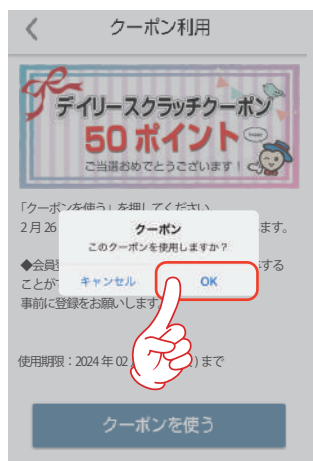 クーポン利用
デイリースクラッチクーポン
50 ポイント
ご当選おめでとうございます！
「クーポンを使う」を押してください
2月26 ます。
クーポン
このクーポンを使用しますか？
キャンセル OK
◆会員 する
ことが
事前に登録をお願いします
使用期限：2024年02 ) まで
クーポンを使う